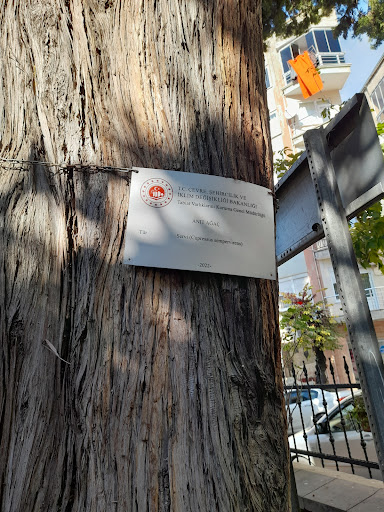 T.C. ÇEVRE, ŞEHİRCİLİK VE
İKLİM DEĞİŞİKLİĞİ BAKANLIĞI
Tabiat Varlıklarını Koruma Genel Müdürlüğü
ANIT AĞAÇ
Tür
Servi(Cupressus sempervirens)